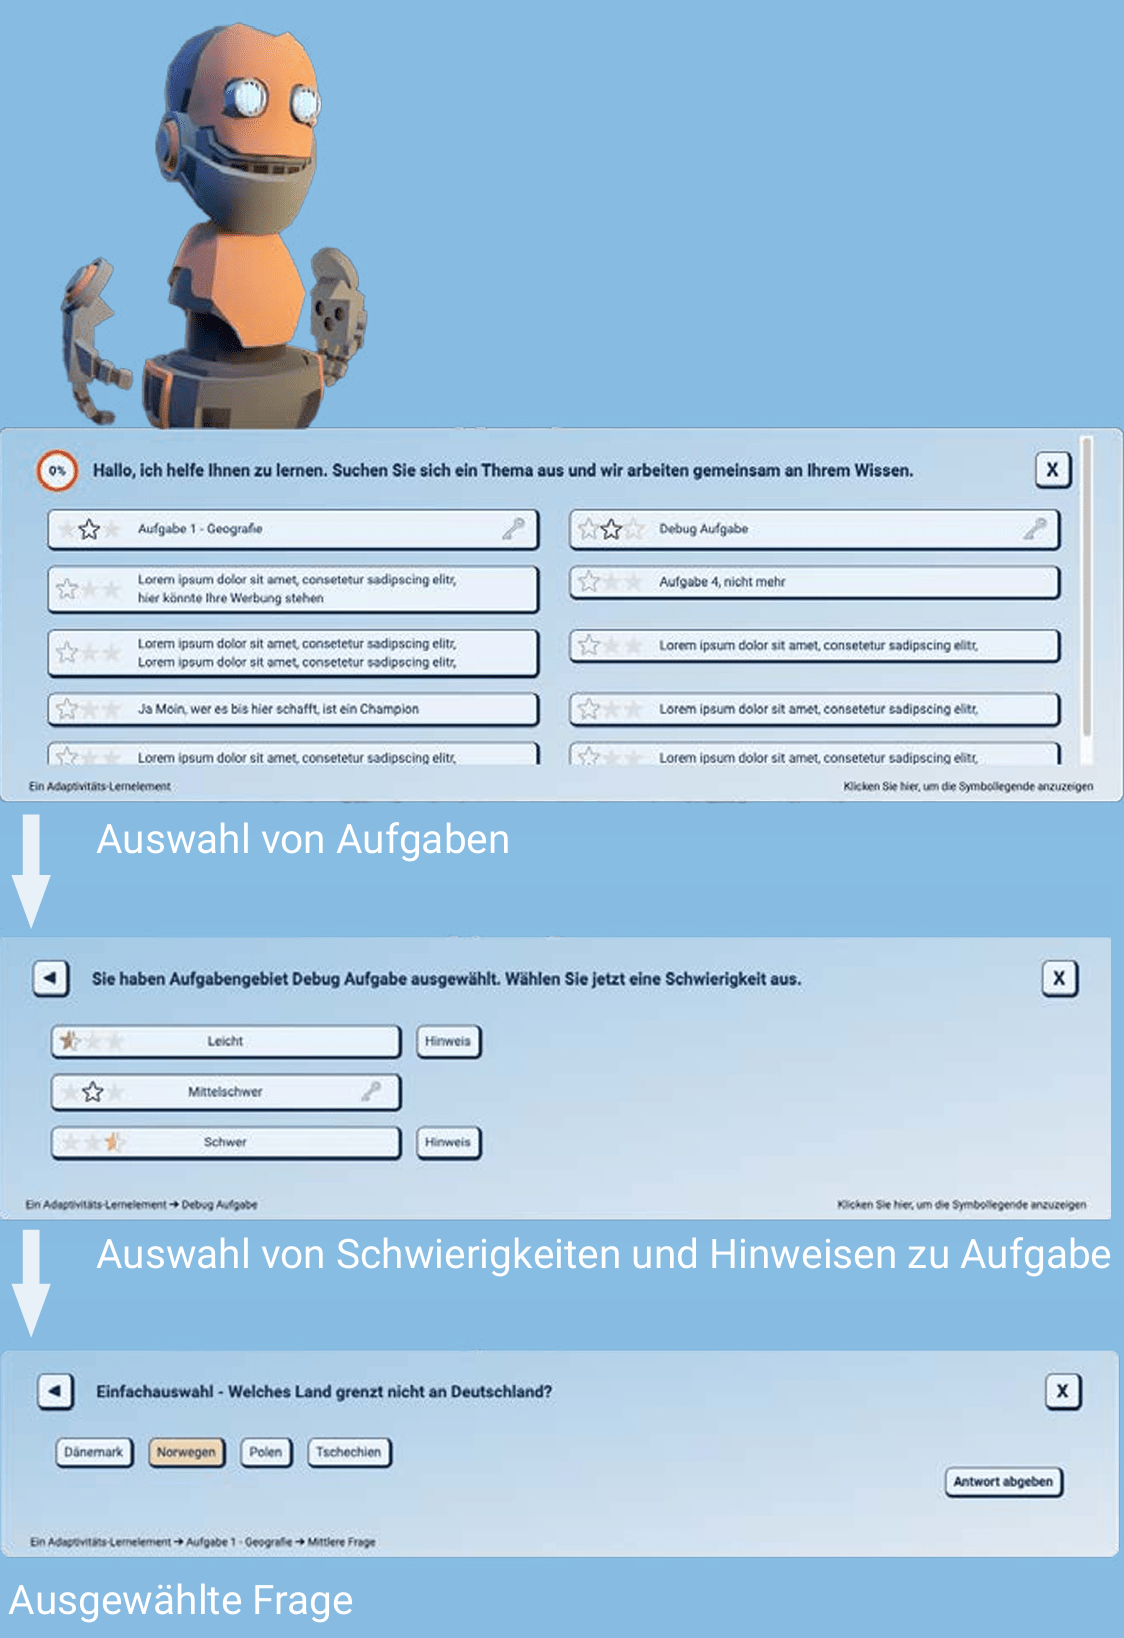 0%
Hallo, ich helfe Ihnen zu lernen. Suchen Sie sich ein Thema aus und wir arbeiten gemeinsam an Ihrem Wissen.
X
Aufgabe 1 - Geografie
Debug Aufgabe
Lorem ipsum dolor sit amet, consetetur sadipscing elitr,
hier könnte Ihre Werbung stehen
Aufgabe 4, nicht mehr
Lorem ipsum dolor sit amet, consetetur sadipscing elitr,
Lorem ipsum dolor sit amet, consetetur sadipscing elitr,
Lorem ipsum dolor sit amet, consetetur sadipscing elitr,
Ja Moin, wer es bis hier schafft, ist ein Champion
Lorem ipsum dolor sit amet, consetetur sadipscing elitr,
Lorem ipsum dolor sit amet, consetetur sadipscing elitr,
Lorem ipsum dolor sit amet, consetetur sadipscing elitr,
Ein Adaptivitäts-Lernelement
Klicken Sie hier, um die Symbollegende anzuzeigen
Auswahl von Aufgaben
Sie haben Aufgabengebiet Debug Aufgabe ausgewählt. Wählen Sie jetzt eine Schwierigkeit aus.
X
Leicht
Hinweis
Mittelschwer
Schwer
Hinweis
Ein Adaptivitäts-Lernelement ➔ Debug Aufgabe
Klicken Sie hier, um die Symbollegende anzuzeigen
Auswahl von Schwierigkeiten und Hinweisen zu Aufgabe
Einfachauswahl - Welches Land grenzt nicht an Deutschland?
X
Dänemark
Norwegen
Polen
Tschechien
Antwort abgeben
Ein Adaptivitäts-Lernelement ➔ Aufgabe 1 - Geografie ➔ Mittlere Frage
Ausgewählte Frage